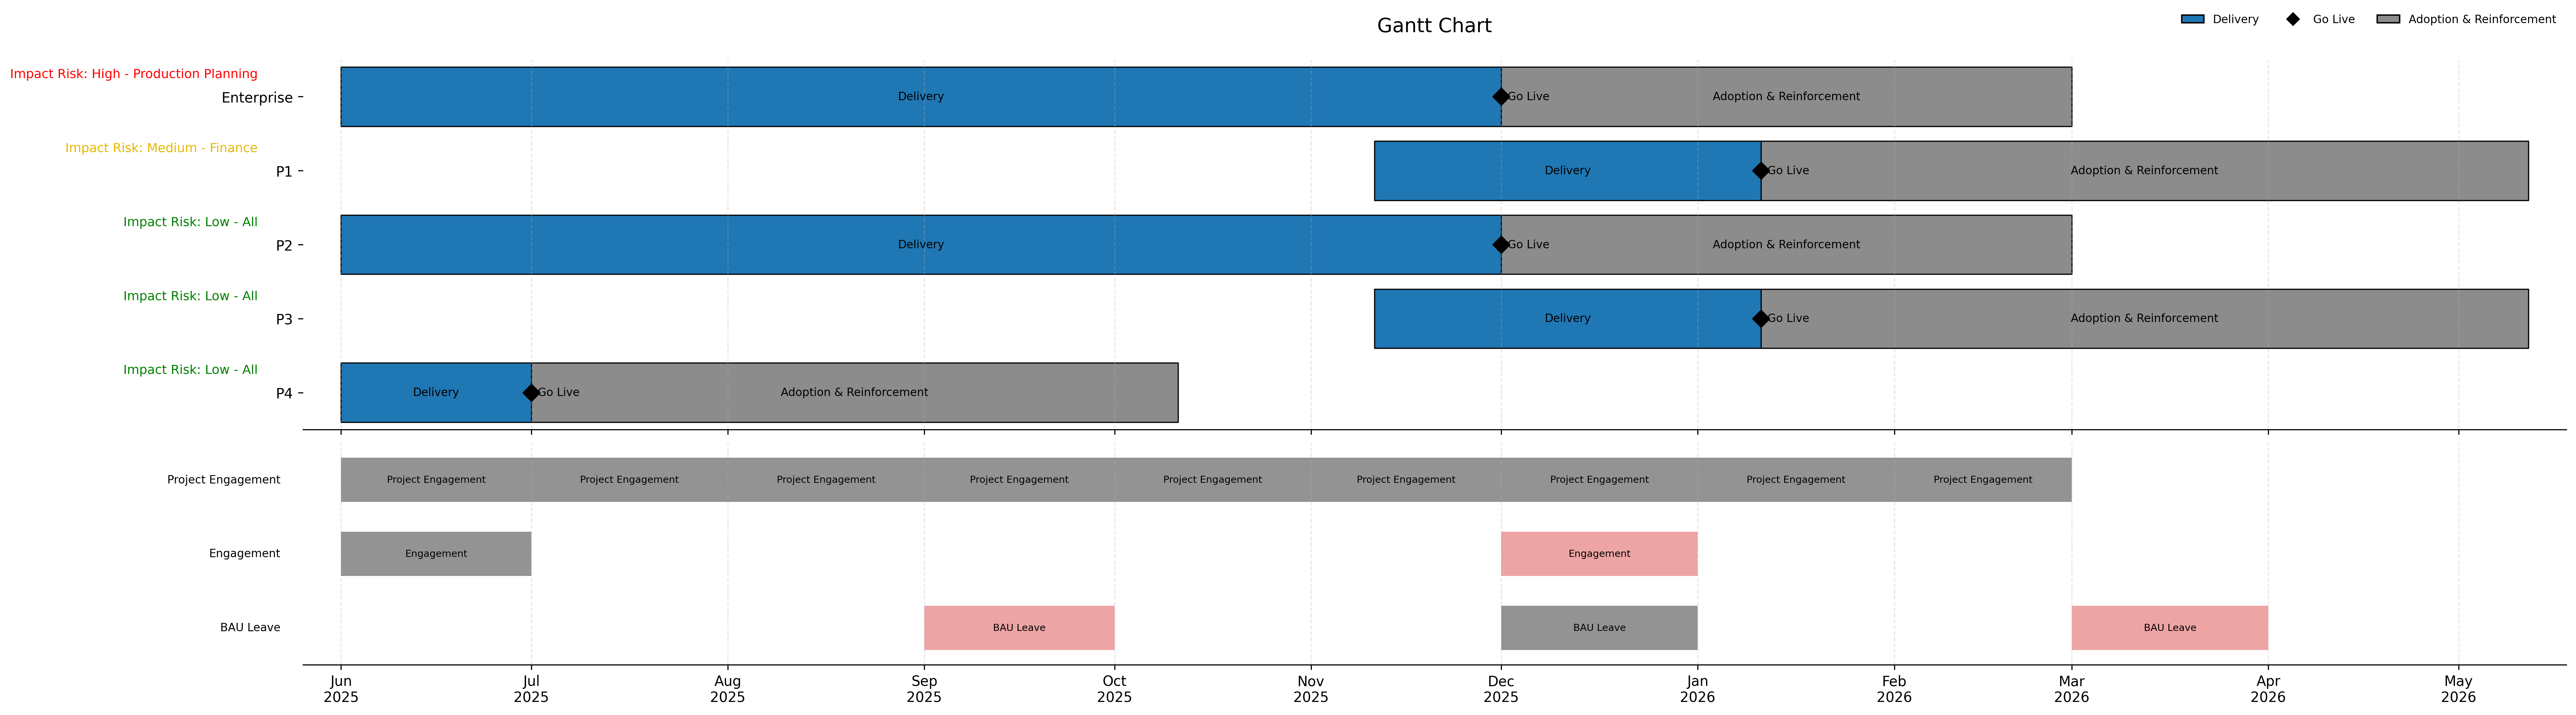 Gantt Chart
Delivery
Go Live
Adoption & Reinforcement
Impact Risk: High - Production Planning
Enterprise
Delivery
Go Live
Adoption & Reinforcement
Impact Risk: Medium - Finance
P1
Delivery
Go Live
Adoption & Reinforcement
Impact Risk: Low - All
P2
Delivery
Go Live
Adoption & Reinforcement
Impact Risk: Low - All
P3
Delivery
Go Live
Adoption & Reinforcement
Impact Risk: Low - All
P4
Delivery
Go Live
Adoption & Reinforcement
Project Engagement
Project Engagement
Project Engagement
Project Engagement
Project Engagement
Project Engagement
Project Engagement
Project Engagement
Project Engagement
Project Engagement
Engagement
Engagement
Engagement
BAU Leave
BAU Leave
BAU Leave
BAU Leave
Jun
2025
Jul
2025
Aug
2025
Sep
2025
Oct
2025
Nov
2025
Dec
2025
Jan
2026
Feb
2026
Mar
2026
Apr
2026
May
2026